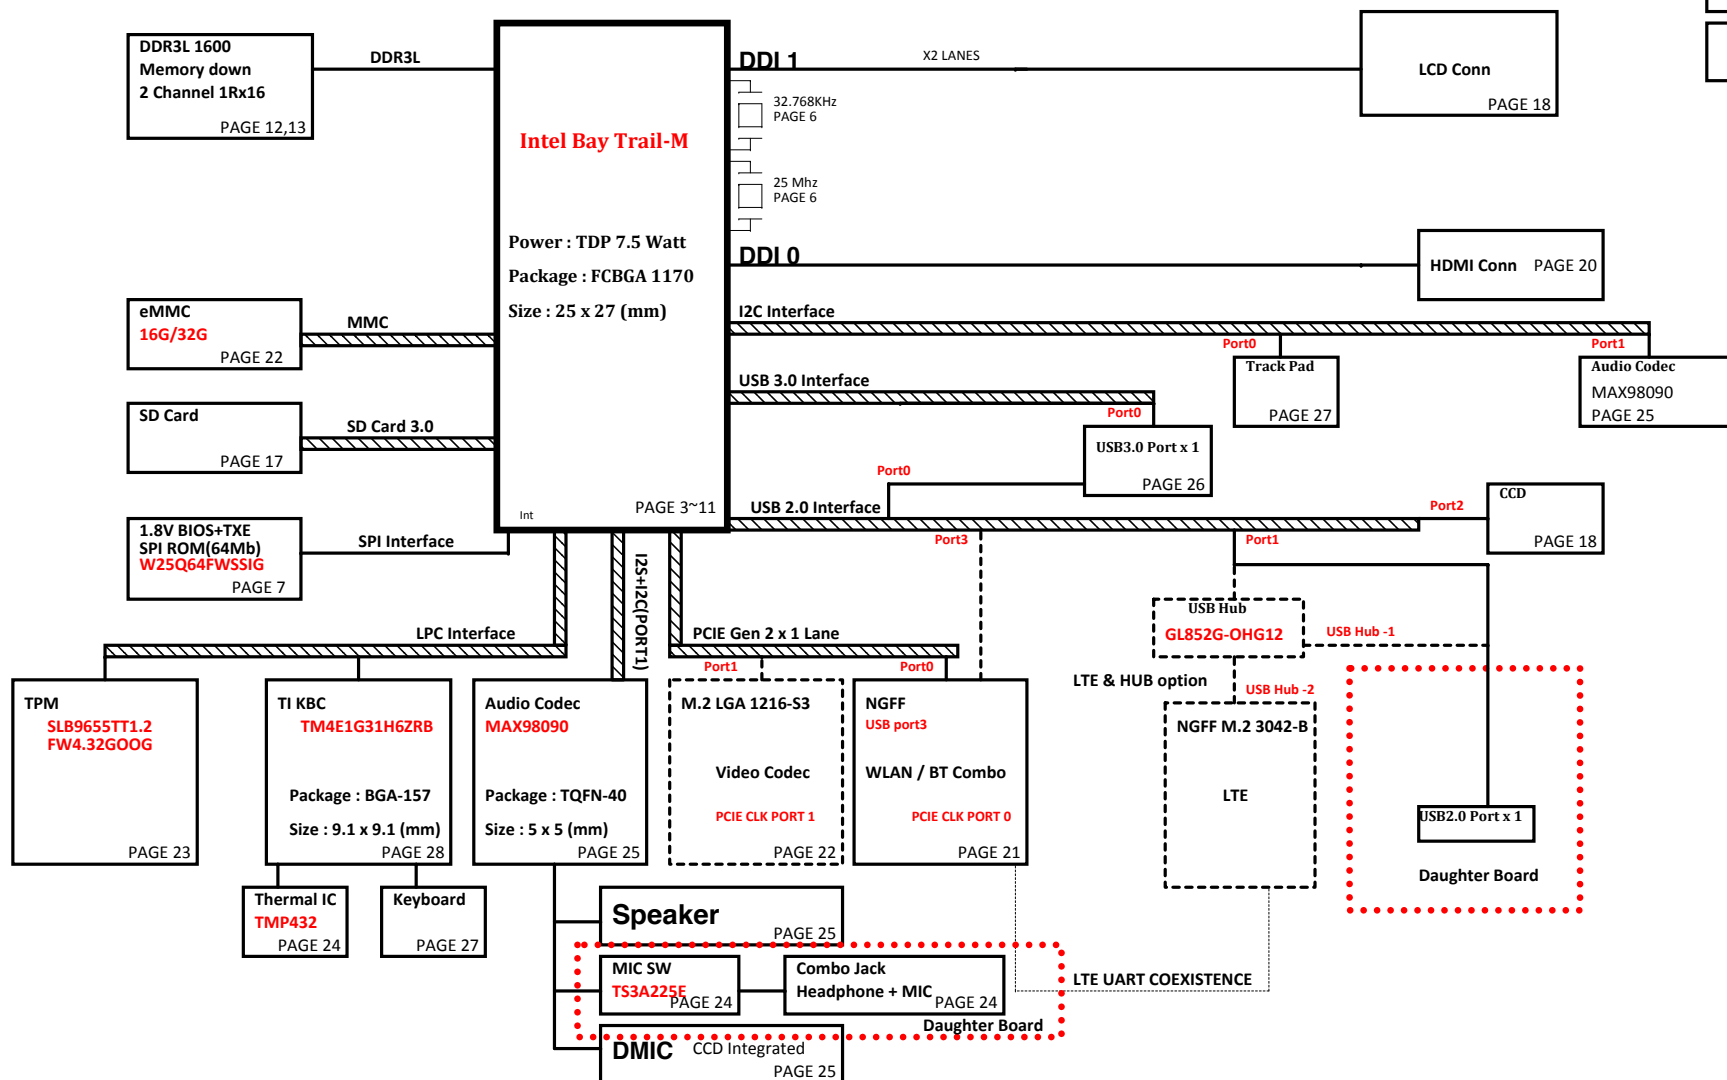 DDR3L 1600
Memory down
2 Channel 1Rx16
PAGE 12,13
DDR3L
Intel Bay Trail-M
Power : TDP 7.5 Watt
Package : FCBGA 1170
Size : 25 x 27 (mm)
Int
PAGE 3~11
DDI 1
X2 LANES
LCD Conn
PAGE 18
32.768KHz
PAGE 6
25 Mhz
PAGE 6
DDI 0
HDMI Conn
PAGE 20
eMMC
16G/32G
PAGE 22
MMC
I2C Interface
Port0
Port1
Track Pad
PAGE 27
Audio Codec
MAX98090
PAGE 25
USB 3.0 Interface
Port0
USB3.0 Port x 1
PAGE 26
SD Card
PAGE 17
SD Card 3.0
Port0
USB 2.0 Interface
Port2
CCD
PAGE 18
Port3
Port1
1.8V BIOS+TXE
SPI ROM(64Mb)
W25Q64FWSSIG
PAGE 7
SPI Interface
I2S+I2C(PORT1)
LPC Interface
PCIE Gen 2 x 1 Lane
Port1
Port0
USB Hub
GL852G-OHG12
USB Hub -1
LTE & HUB option
USB Hub -2
TPM
SLB9655TT1.2
FW4.32GOOG
PAGE 23
TI KBC
TM4E1G31H6ZRB
Package : BGA-157
Size : 9.1 x 9.1 (mm)
PAGE 28
Audio Codec
MAX98090
Package : TQFN-40
Size : 5 x 5 (mm)
PAGE 25
M.2 LGA 1216-S3
Video Codec
PCIE CLK PORT 1
PAGE 22
NGFF
USB port3
WLAN / BT Combo
PCIE CLK PORT 0
PAGE 21
NGFF M.2 3042-B
LTE
USB2.0 Port x 1
Daughter Board
Thermal IC
TMP432
PAGE 24
Keyboard
PAGE 27
Speaker
PAGE 25
MIC SW
TS3A225E
PAGE 24
Combo Jack
Headphone + MIC
PAGE 24
Daughter Board
LTE UART COEXISTENCE
DMIC
CCD Integrated
PAGE 25